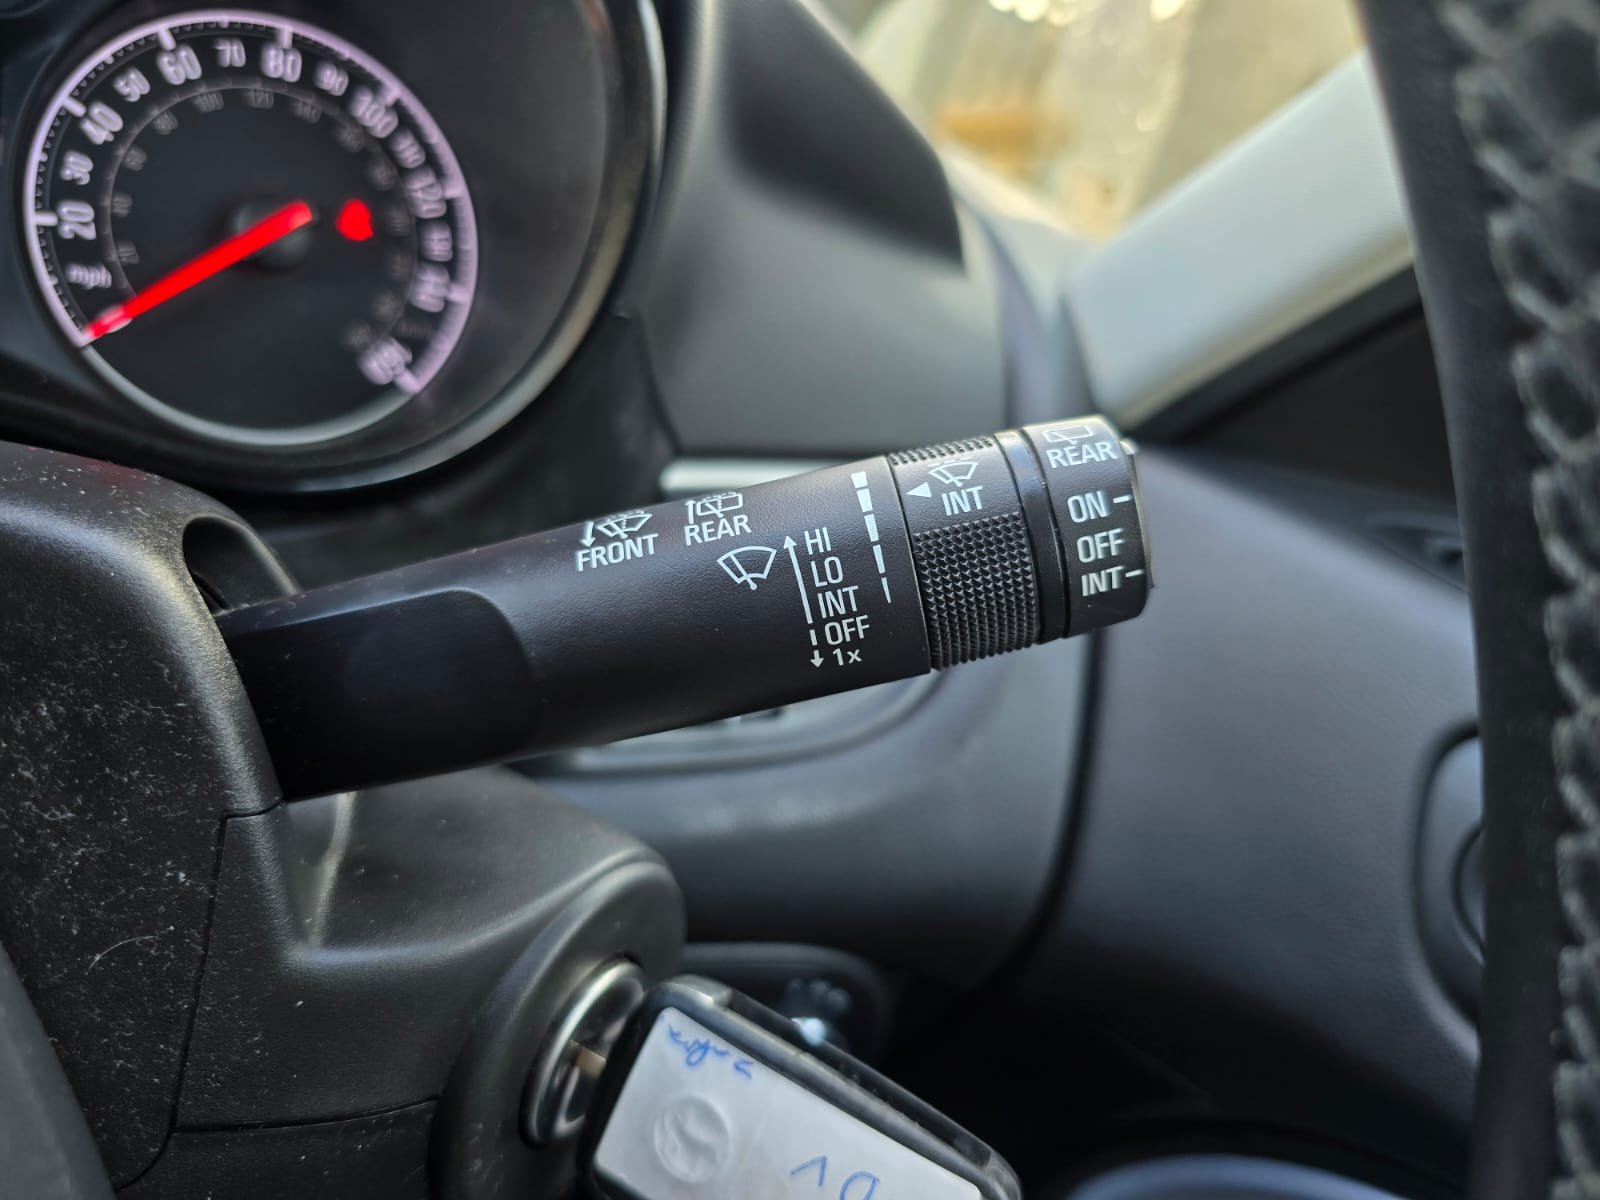 20
30
40
50
60
70
80
90
100
110
120
mph
FRONT
REAR
HI
LO
INT
OFF
1x
INT
REAR
ON
OFF
INT